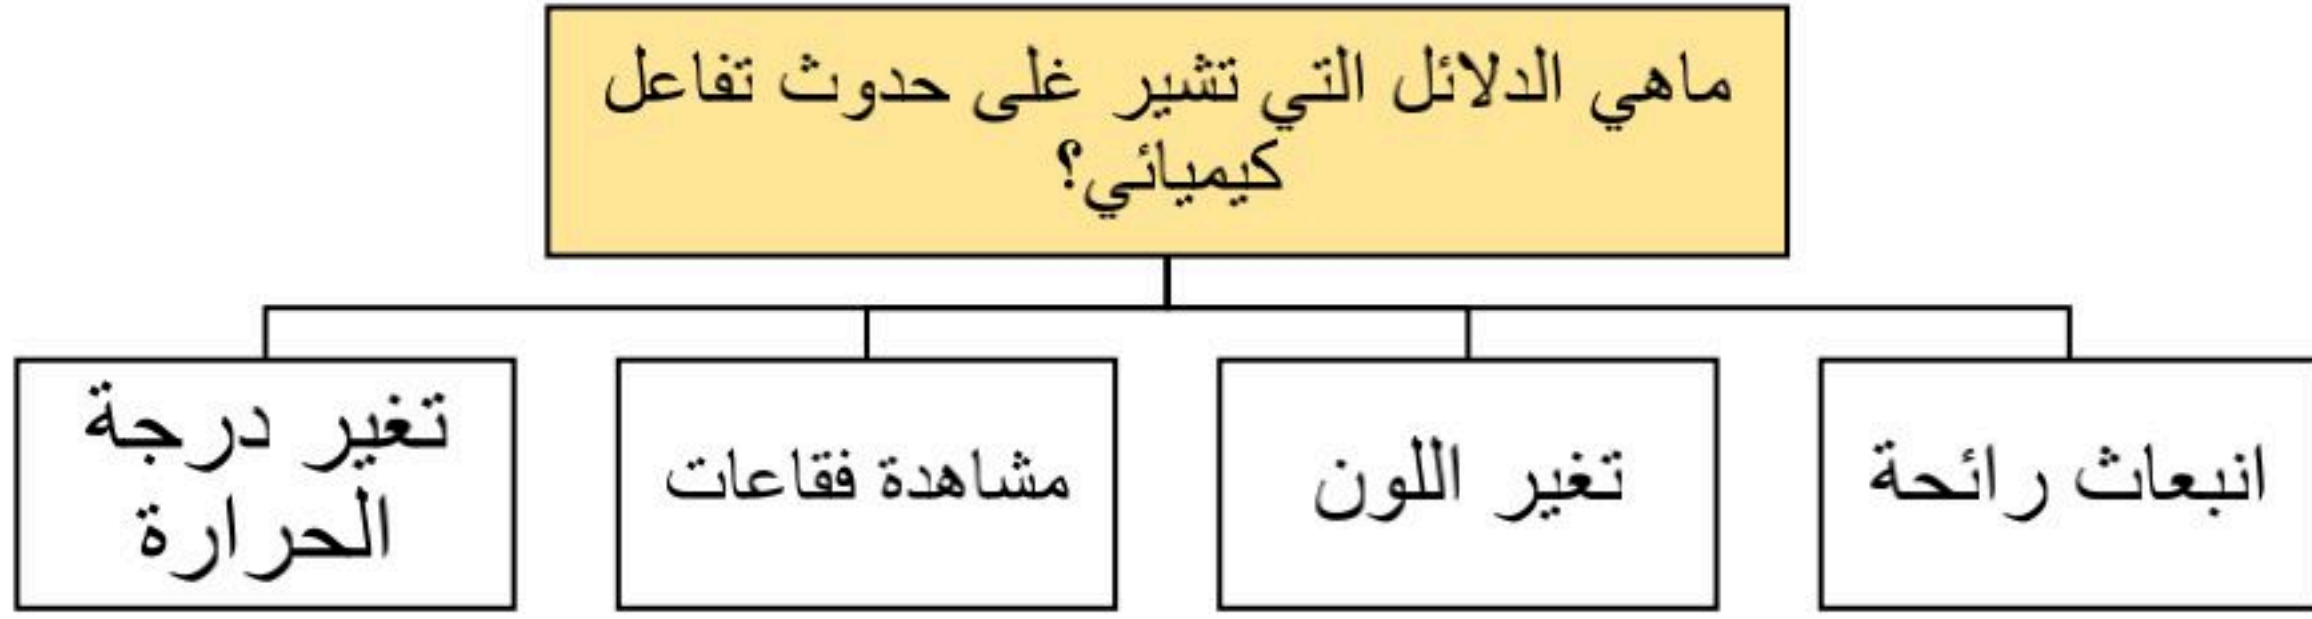 ماهي الدلائل التي تشير غلى حدوث تفاعل
كيميائي؟
انبعاث رائحة
تغير اللون
مشاهدة فقاعات
تغير درجة
الحرارة